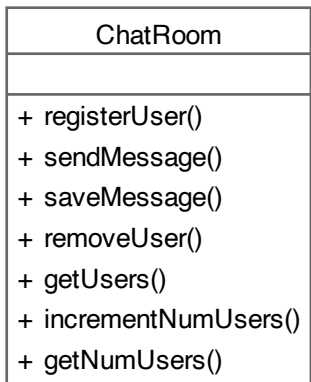 ChatRoom
+ registerUser()
+ sendMessage()
+ saveMessage()
+ removeUser()
+ getUsers()
+ incrementNumUsers()
+ getNumUsers()